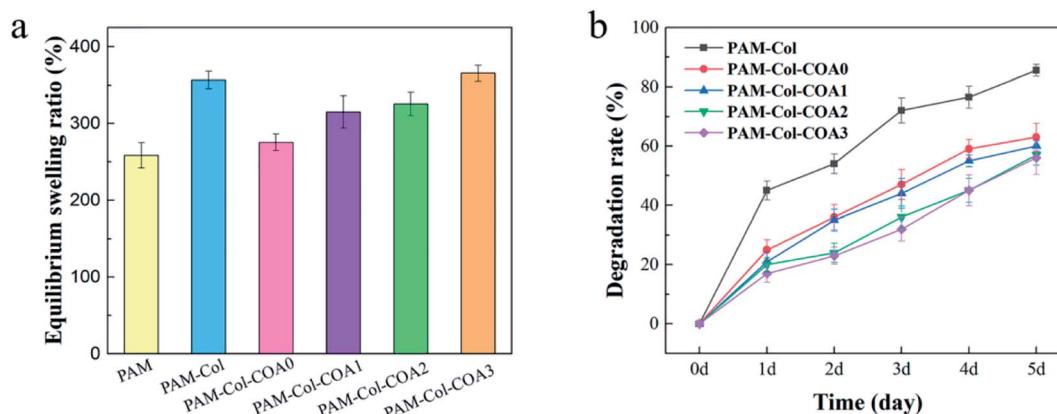 a
Equilibrium swelling ratio (%)
400
300
200
100
0
PAM
PAM-Col
PAM-Col-COA0
PAM-Col-COA1
PAM-Col-COA2
PAM-Col-COA3
b
Degradation rate (%)
100
80
60
40
20
0
PAM-Col
PAM-Col-COA0
PAM-Col-COA1
PAM-Col-COA2
PAM-Col-COA3
0d 1d 2d 3d 4d 5d
Time (day)